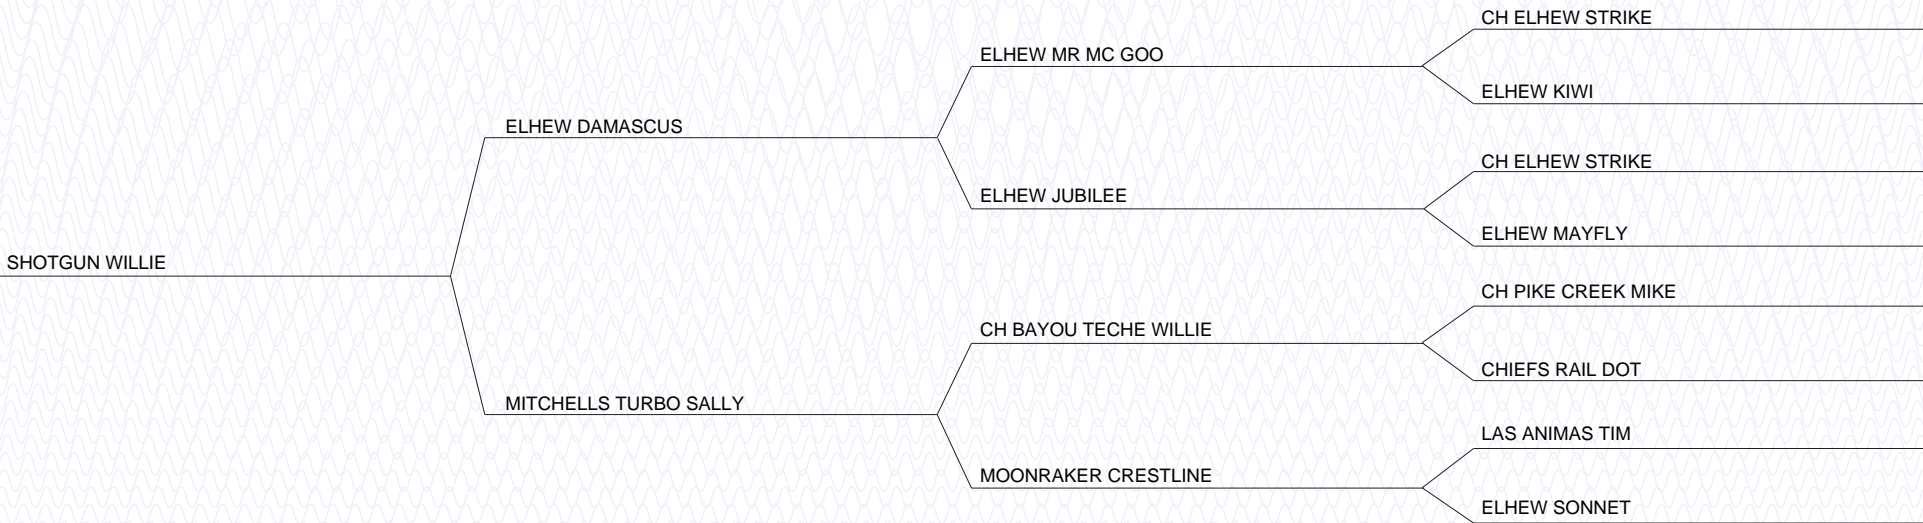 CH ELHEW STRIKE
ELHEW MR MC GOO
ELHEW KIWI
ELHEW DAMASCUS
CH ELHEW STRIKE
ELHEW JUBILEE
ELHEW MAYFLY
SHOTGUN WILLIE
CH PIKE CREEK MIKE
CH BAYOU TECHE WILLIE
CHIEFS RAIL DOT
MITCHELLS TURBO SALLY
LAS ANIMAS TIM
MOONRAKER CRESTLINE
ELHEW SONNET